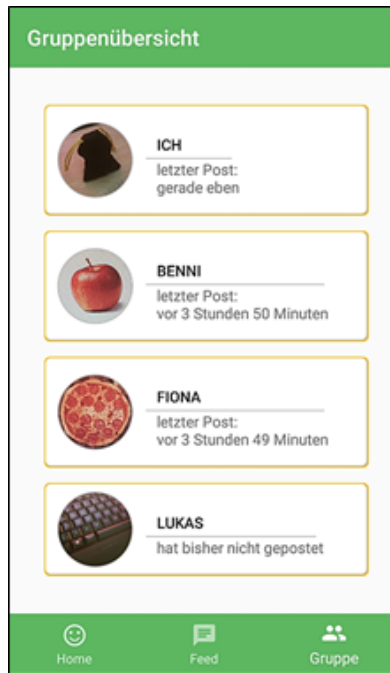 Gruppenübersicht
ICH
letzter Post:
gerade eben
BENNI
letzter Post:
vor 3 Stunden 50 Minuten
FIONA
letzter Post:
vor 3 Stunden 49 Minuten
LUKAS
hat bisher nicht gepostet
Home
Feed
Gruppe